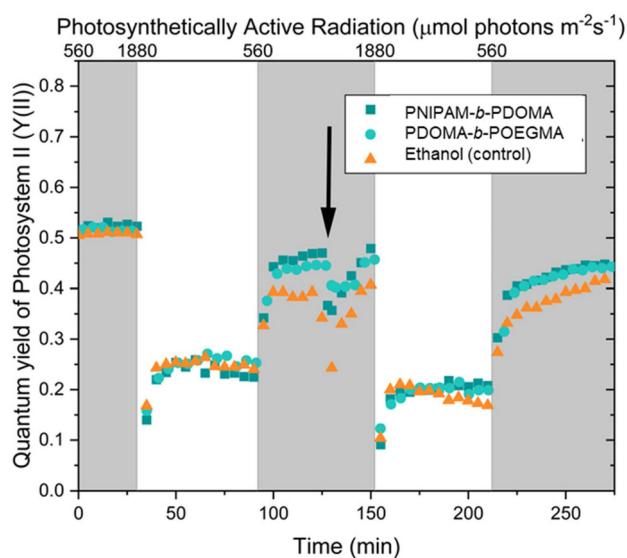 Photosynthetically Active Radiation (μmol photons m⁻²s⁻¹)
560 1880 560 1880 560
0.8
0.7
0.6
0.5
0.4
0.3
0.2
0.1
0.0
Quantum yield of Photosystem II (Y(II))
PNIPAM-b-PDOMA
PDOMA-b-POEGMA
Ethanol (control)
0 50 100 150 200 250
Time (min)